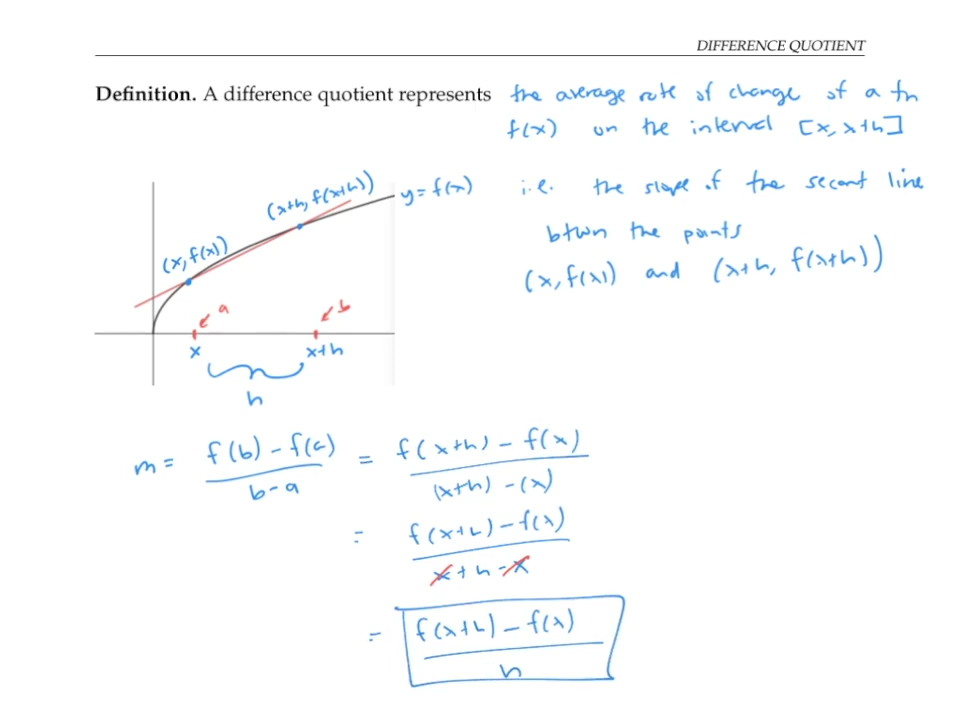 DIFFERENCE QUOTIENT
Definition. A difference quotient represents the average rate of change of a fn
f(x) on the interval [x, x+h]
(x+h, f(x+h)) y=f(x) i.e. the slope of the secant line
btwn the points
(x, f(x)) (x, f(x)) and (x+h, f(x+h))
a b
x x+h
h
m = f(b) - f(a) / b-a = f(x+h) - f(x) / (x+h) - (x)
= f(x+h) - f(x) / x+h-x
= f(x+h) - f(x) / h